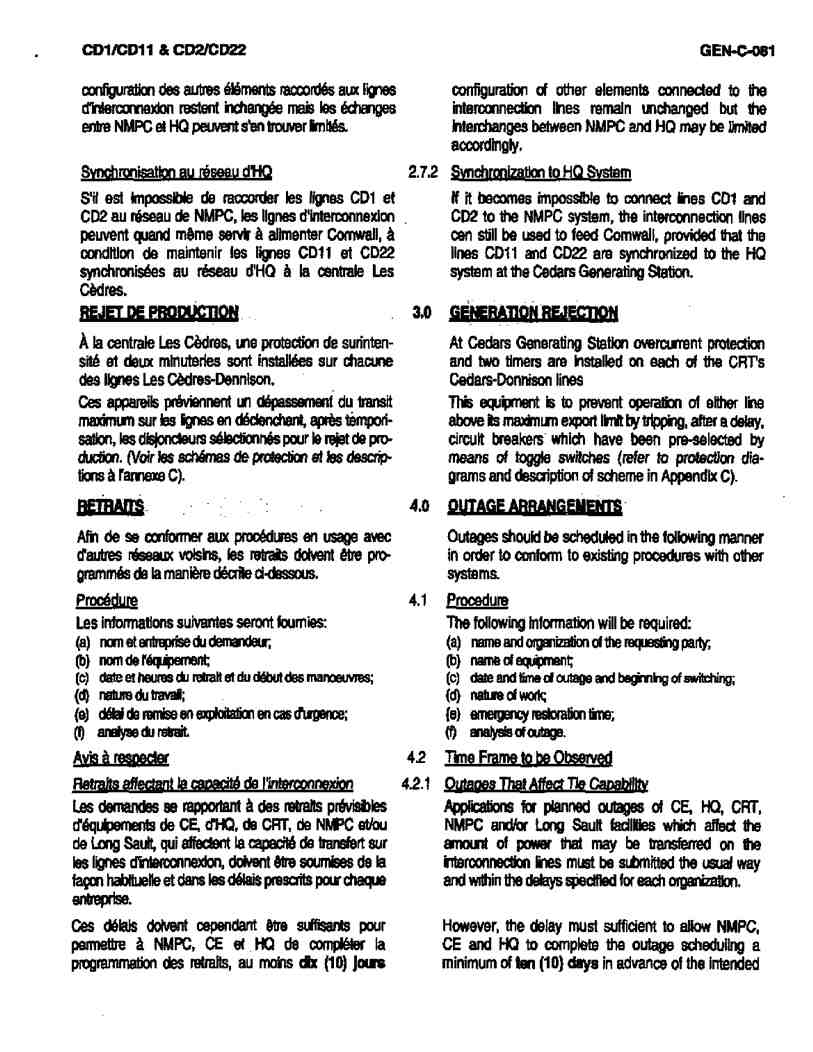 CD1/CD11 & CD2/CD22
GEN-C-081
configuration des autres éléments raccordés aux lignes
d'interconnexion restent inchangée mais les échanges
entre NMPC et HQ peuvent s'en trouver limités.
Synchronisation au réseau d'HQ
S'il est impossible de raccorder les lignes CD1 et
CD2 au réseau de NMPC, les lignes d'interconnexion
peuvent quand même servir à alimenter Cornwall, à
condition de maintenir les lignes CD11 et CD22
synchronisées au réseau d'HQ à la centrale Les
Cèdres.
REJET DE PRODUCTION
À la centrale Les Cèdres, une protection de surinten-
sité et deux minuteries sont installées sur chacune
des lignes Les Cèdres-Dennison.
Ces appareils préviennent un dépassement du transit
maximum sur les lignes en déclenchant, après tempori-
sation, les disjoncteurs sélectionnés pour le rejet de pro-
duction. (Voir les schémas de protection et les descrip-
tions à l'annexe C).
RETRAITS
Afin de se conformer aux procédures en usage avec
d'autres réseaux voisins, les retraits doivent être pro-
grammés de la manière décrite ci-dessous.
Procédure
Les informations suivantes seront fournies:
(a) nom et entreprise du demandeur;
(b) nom de l'équipement;
(c) date et heures du retrait et du début des manoeuvres;
(d) nature du travail;
(e) délai de remise en exploitation en cas d'urgence;
(f) analyse du retrait.
Avis à respecter
Retraits affectant la capacité de l'interconnexion
Les demandes se rapportant à des retraits prévisibles
d'équipements de CE, d'HQ, de CRT, de NMPC et/ou
de Long Sault, qui affectent la capacité de transfert sur
les lignes d'interconnexion, doivent être soumises de la
façon habituelle et dans les délais prescrits pour chaque
entreprise.
Ces délais doivent cependant être suffisants pour
permettre à NMPC, CE et HQ de compléter la
programmation des retraits, au moins dix (10) jours
configuration of other elements connected to the
interconnection lines remain unchanged but the
interchanges between NMPC and HQ may be limited
accordingly.
2.7.2 Synchronization to HQ System
If it becomes impossible to connect lines CD1 and
CD2 to the NMPC system, the interconnection lines
can still be used to feed Cornwall, provided that the
lines CD11 and CD22 are synchronized to the HQ
system at the Cedars Generating Station.
3.0 GENERATION REJECTION
At Cedars Generating Station overcurrent protection
and two timers are installed on each of the CRT's
Cedars-Dennison lines
This equipment is to prevent operation of either line
above its maximum export limit by tripping, after a delay,
circuit breakers which have been pre-selected by
means of toggle switches (refer to protection dia-
grams and description of scheme in Appendix C).
4.0 OUTAGE ARRANGEMENTS
Outages should be scheduled in the following manner
in order to conform to existing procedures with other
systems.
4.1 Procedure
The following information will be required:
(a) name and organization of the requesting party;
(b) name of equipment;
(c) date and time of outage and beginning of switching;
(d) nature of work;
(e) emergency restoration time;
(f) analysis of outage.
4.2 Time Frame to be Observed
4.2.1 Outages That Affect Tie Capability
Applications for planned outages of CE, HQ, CRT,
NMPC and/or Long Sault facilities which affect the
amount of power that may be transferred on the
interconnection lines must be submitted the usual way
and within the delays specified for each organization.
However, the delay must sufficient to allow NMPC,
CE and HQ to complete the outage scheduling a
minimum of ten (10) days in advance of the intended